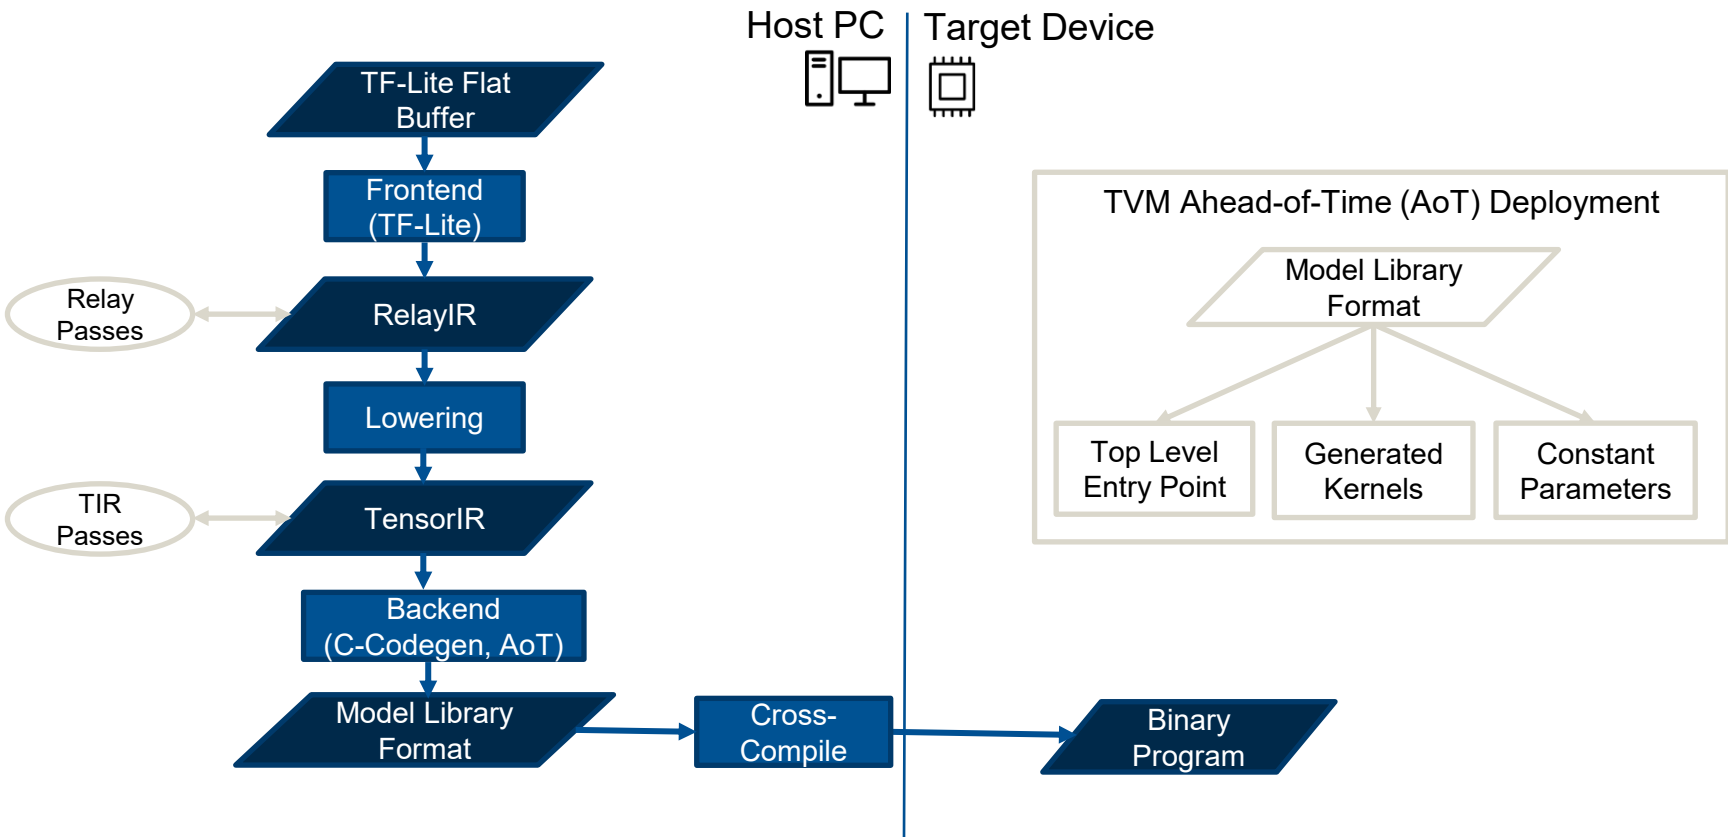 Host PC
Target Device
TF-Lite Flat
Buffer
Frontend
(TF-Lite)
Relay
Passes
RelayIR
Lowering
TIR
Passes
TensorIR
Backend
(C-Codegen, AoT)
Model Library
Format
Cross-
Compile
Binary
Program
TVM Ahead-of-Time (AoT) Deployment
Model Library
Format
Top Level
Entry Point
Generated
Kernels
Constant
Parameters